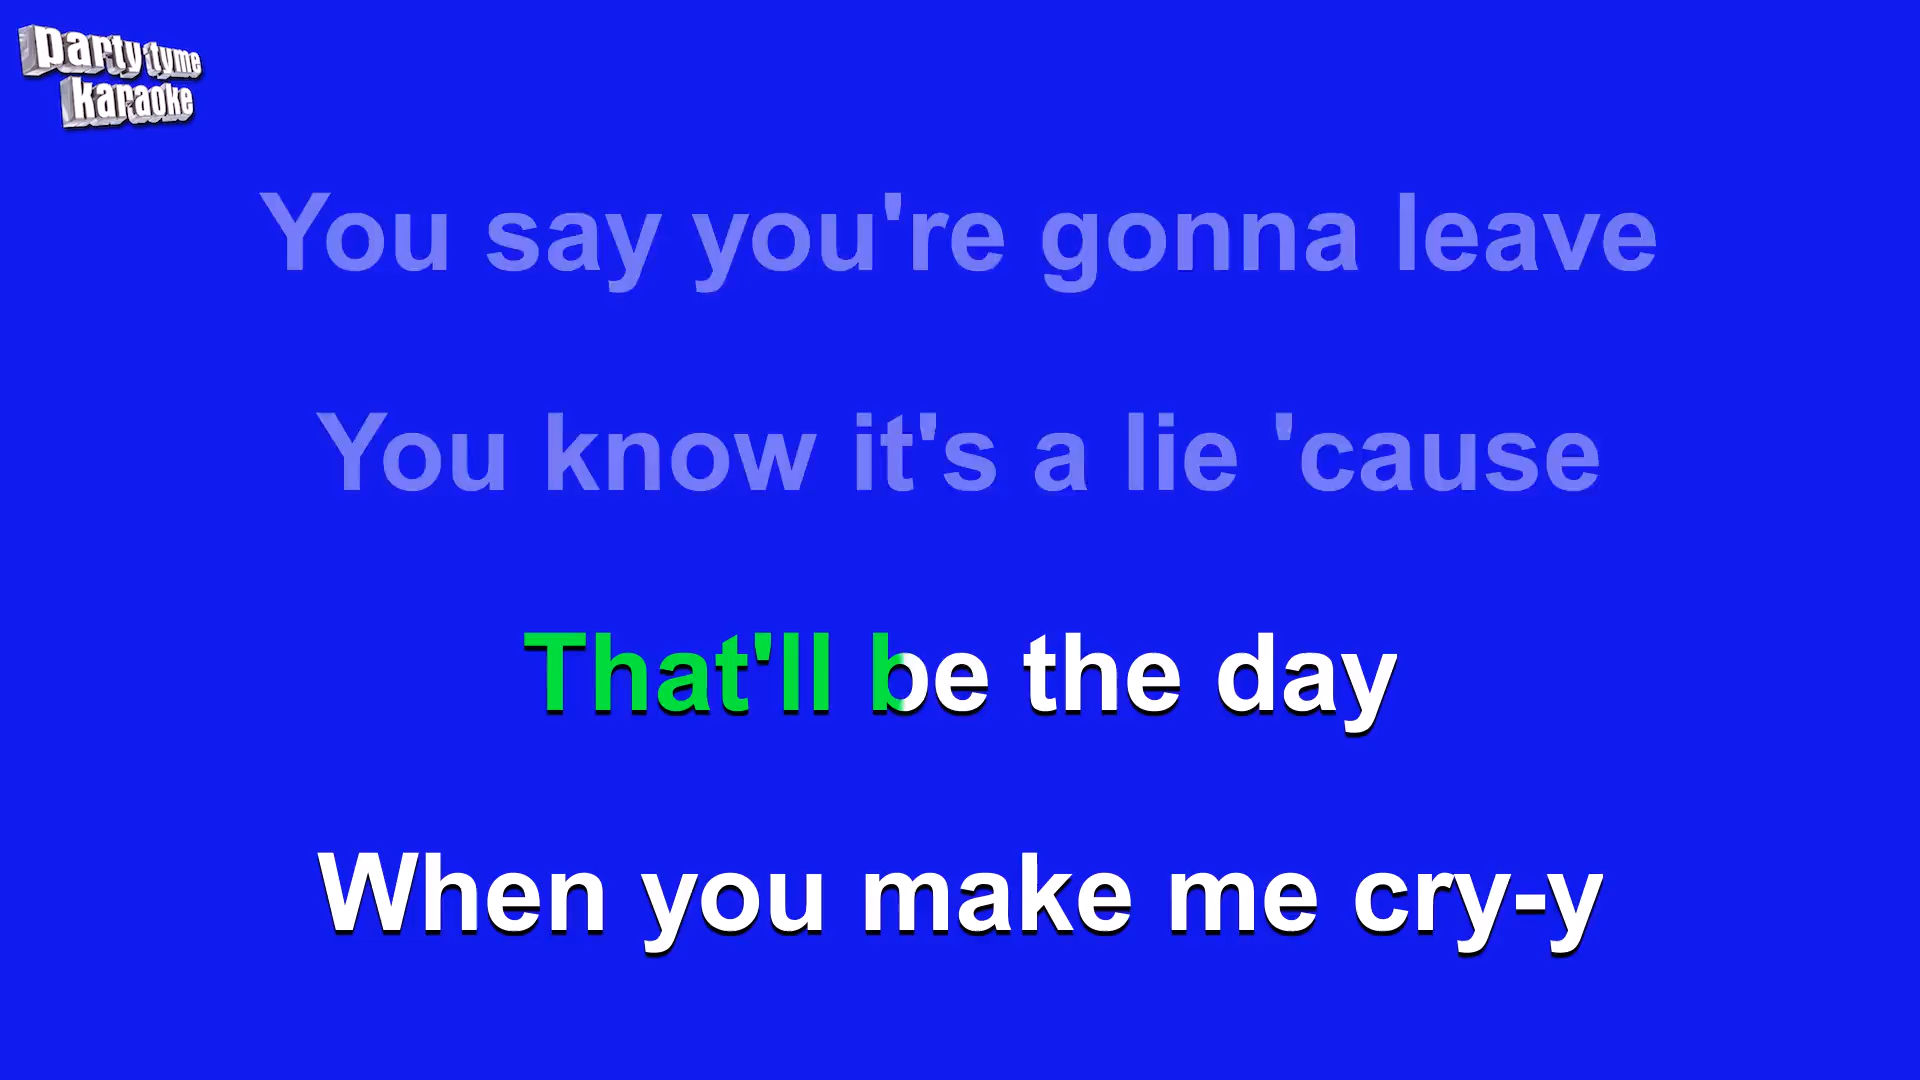 party tyme
karaoke
You say you're gonna leave
You know it's a lie 'cause
That'll be the day
When you make me cry-y